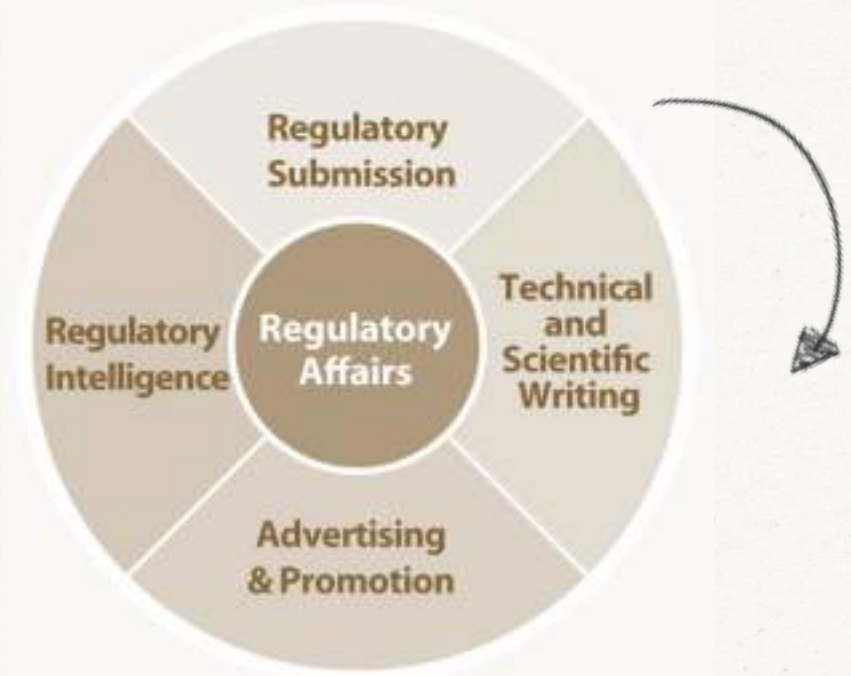 Regulatory
Submission
Technical
and
Scientific
Writing
Advertising
& Promotion
Regulatory
Intelligence
Regulatory
Affairs